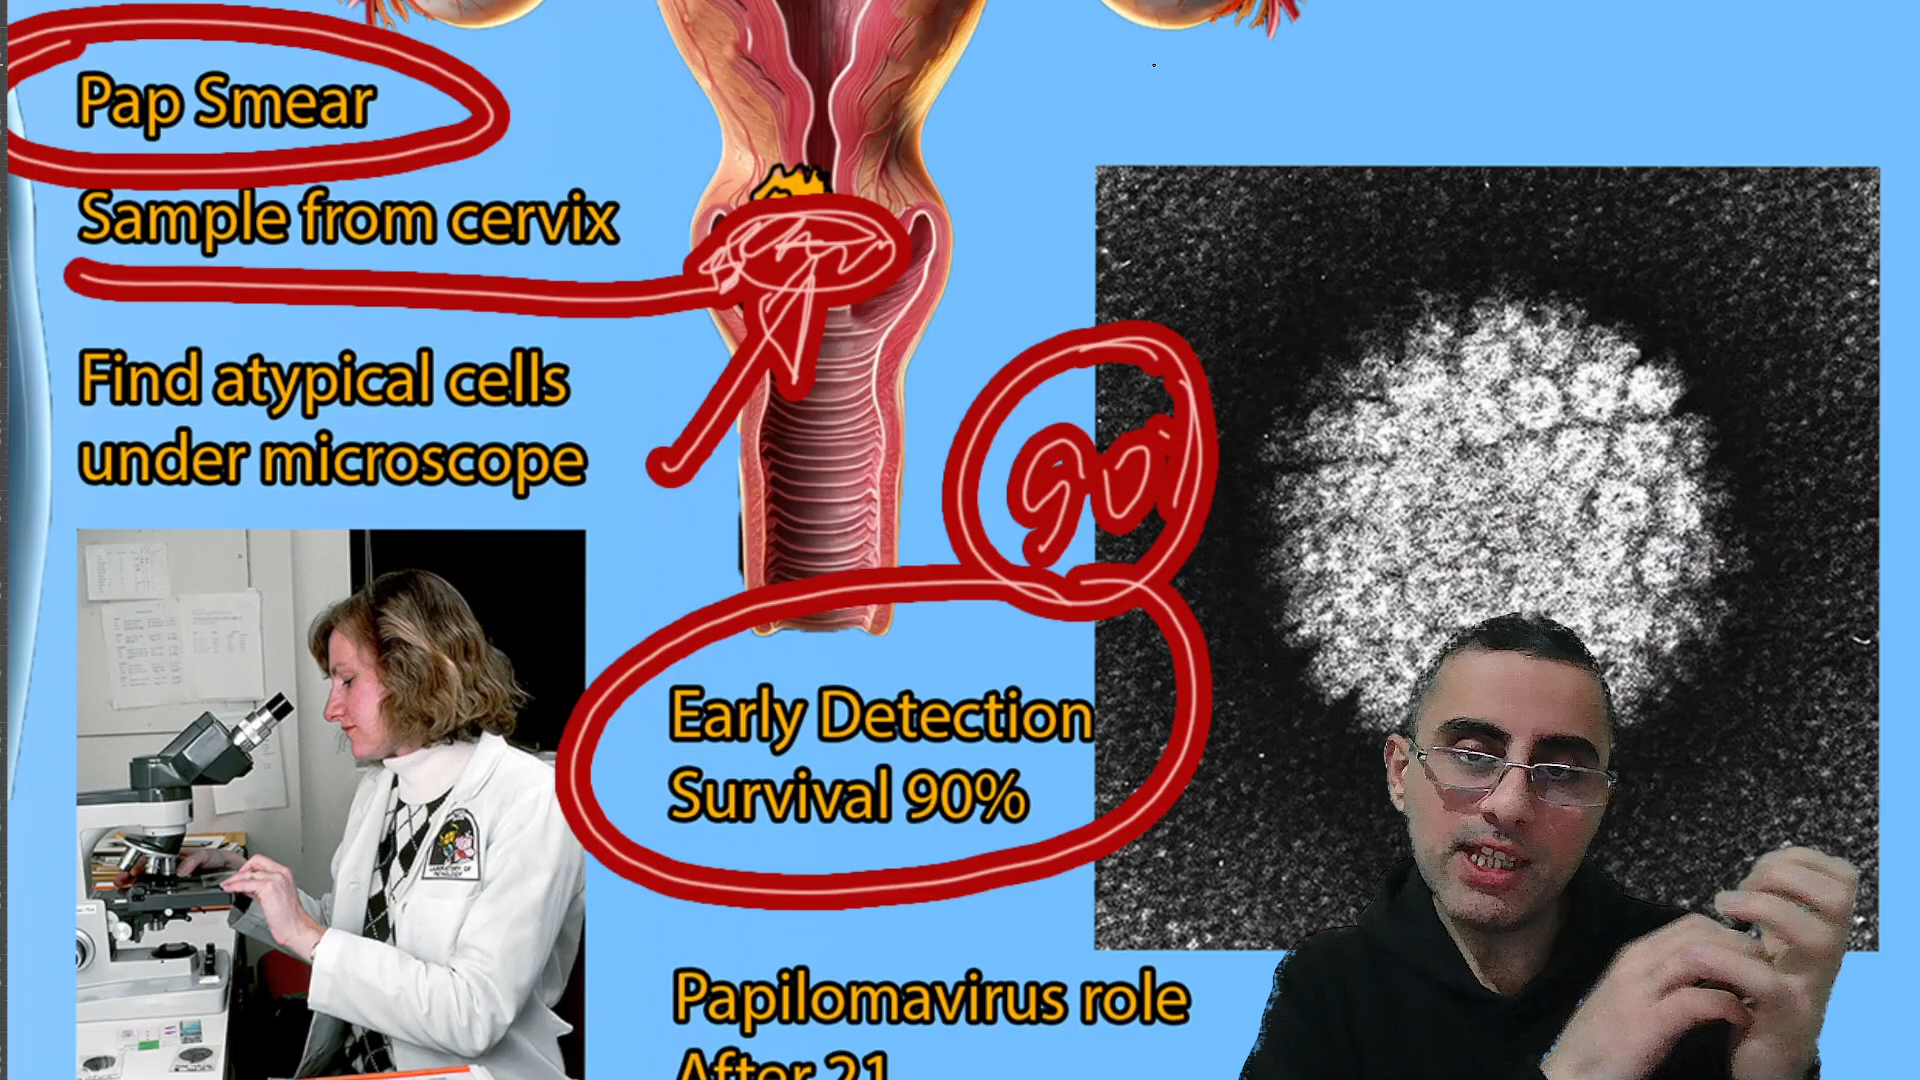 Pap Smear
Sample from cervix
Find atypical cells
under microscope
90
Early Detection
Survival 90%
Papilomavirus role
After 21